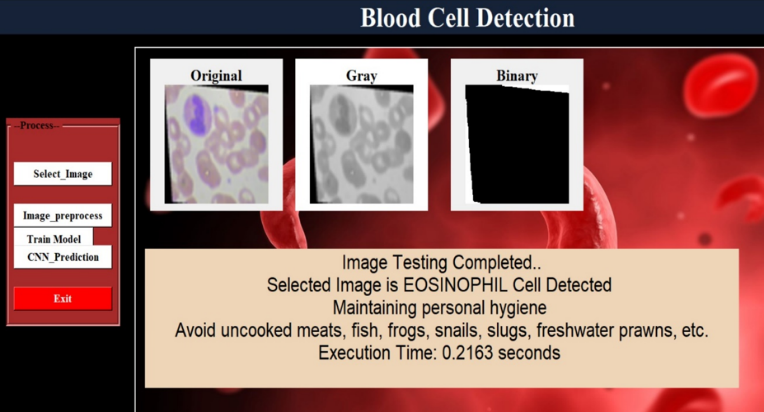 Blood Cell Detection
Original
Gray
Binary
--Process--
Select_Image
Image_preprocess
Train Model
CNN_Prediction
Exit
Image Testing Completed..
Selected Image is EOSINOPHIL Cell Detected
Maintaining personal hygiene
Avoid uncooked meats, fish, frogs, snails, slugs, freshwater prawns, etc.
Execution Time: 0.2163 seconds